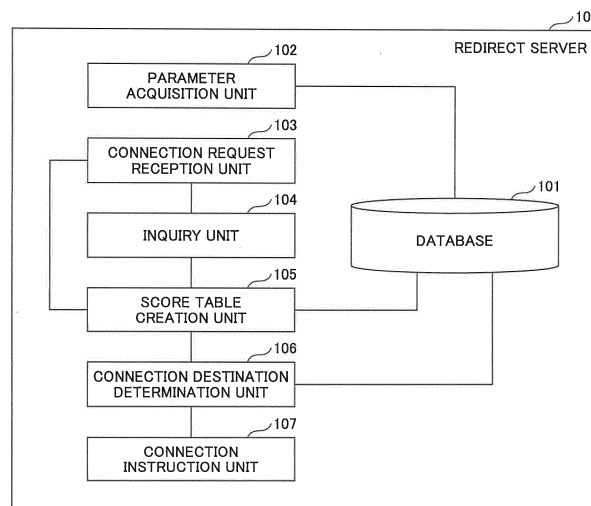 10
REDIRECT SERVER
102
PARAMETER
ACQUISITION UNIT
103
CONNECTION REQUEST
RECEPTION UNIT
104
INQUIRY UNIT
101
DATABASE
105
SCORE TABLE
CREATION UNIT
106
CONNECTION DESTINATION
DETERMINATION UNIT
107
CONNECTION
INSTRUCTION UNIT